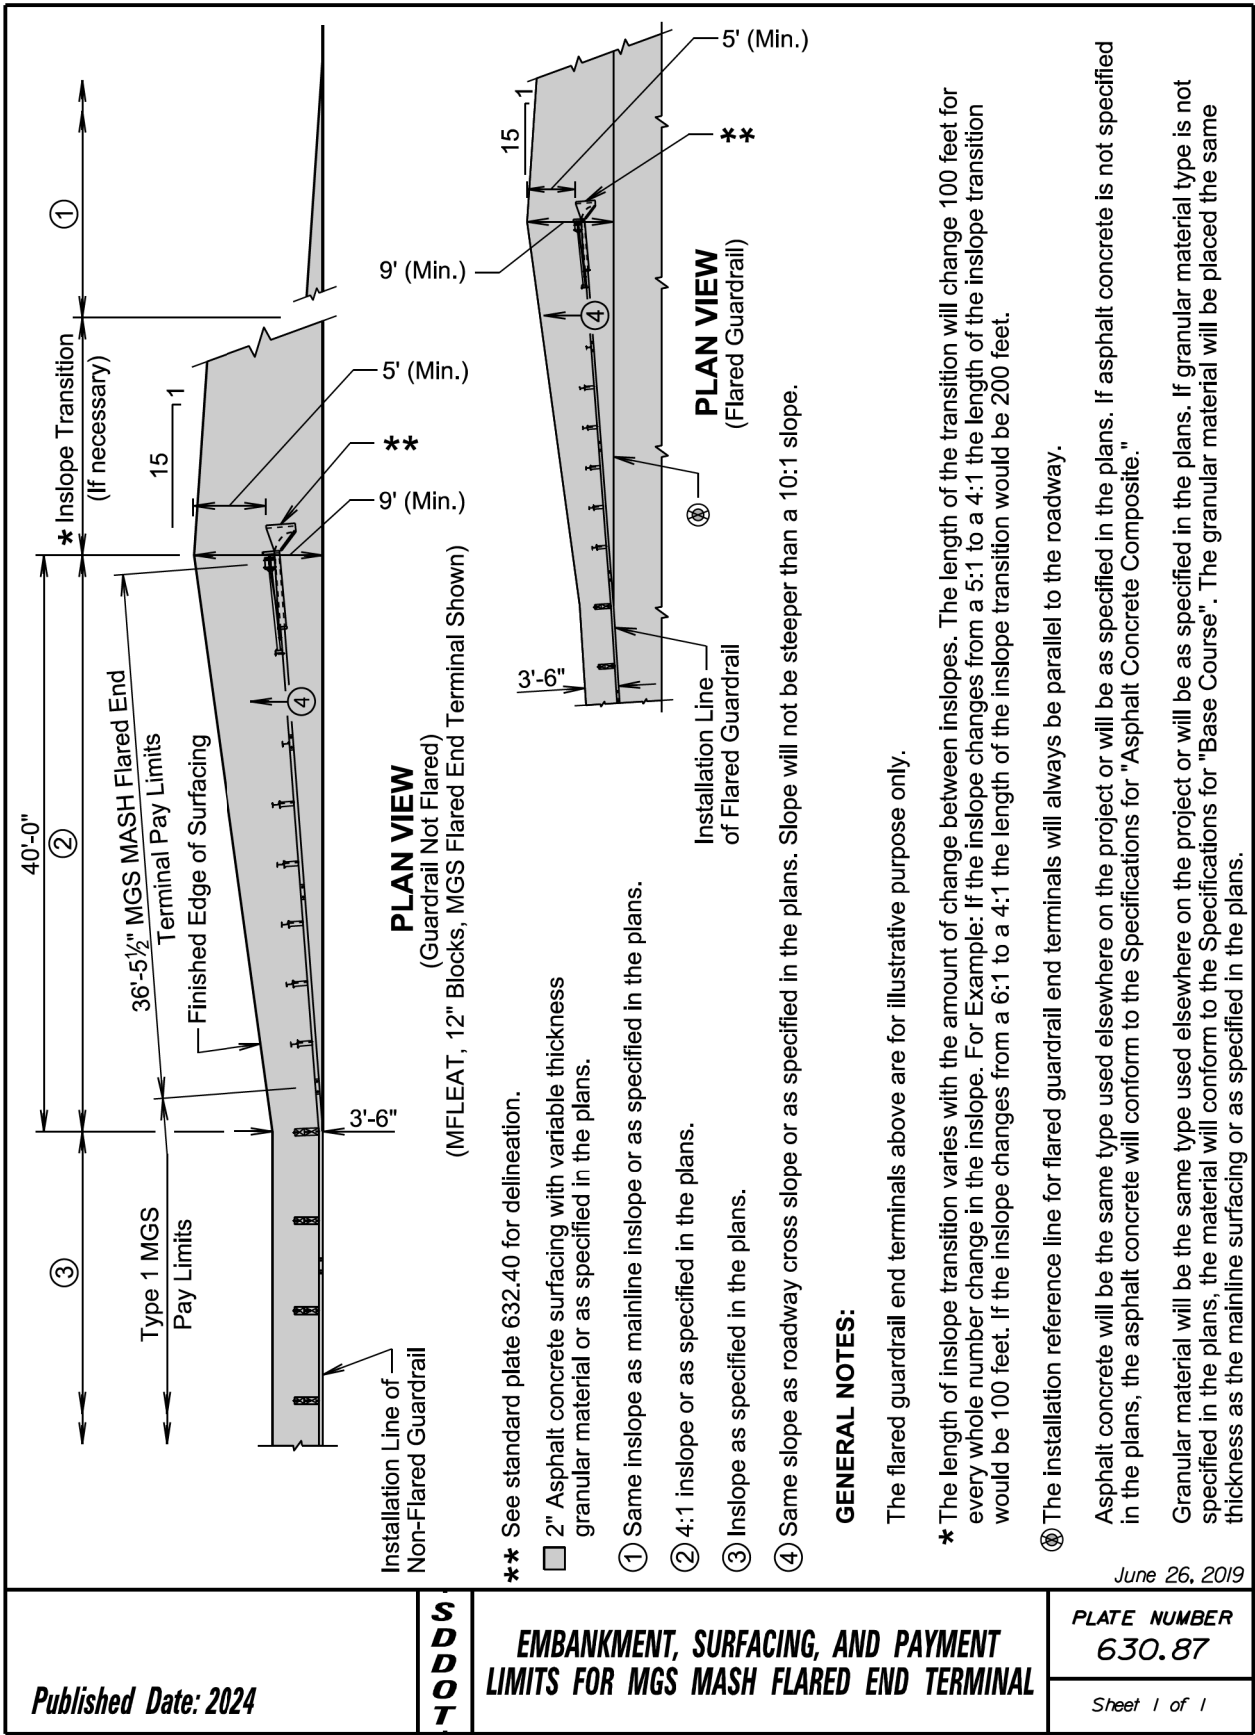 40'-0"
③
②
* Inslope Transition
(If necessary)
①
Type 1 MGS
Pay Limits
36'-5½" MGS MASH Flared End
Terminal Pay Limits
Finished Edge of Surfacing
15
1
④
3'-6"
5' (Min.)
**
9' (Min.)
Installation Line of
Non-Flared Guardrail
PLAN VIEW
(Guardrail Not Flared)
(MFLEAT, 12" Blocks, MGS Flared End Terminal Shown)
15
1
9' (Min.)
5' (Min.)
**
④
3'-6"
Installation Line
of Flared Guardrail
PLAN VIEW
(Flared Guardrail)
** See standard plate 632.40 for delineation.
2" Asphalt concrete surfacing with variable thickness
granular material or as specified in the plans.
① Same inslope as mainline inslope or as specified in the plans.
② 4:1 inslope or as specified in the plans.
③ Inslope as specified in the plans.
④ Same slope as roadway cross slope or as specified in the plans. Slope will not be steeper than a 10:1 slope.
GENERAL NOTES:
The flared guardrail end terminals above are for illustrative purpose only.
* The length of inslope transition varies with the amount of change between inslopes. The length of the transition will change 100 feet for
every whole number change in the inslope. For Example: If the inslope changes from a 5:1 to a 4:1 the length of the inslope transition
would be 100 feet. If the inslope changes from a 6:1 to a 4:1 the length of the inslope transition would be 200 feet.
The installation reference line for flared guardrail end terminals will always be parallel to the roadway.
Asphalt concrete will be the same type used elsewhere on the project or will be as specified in the plans. If asphalt concrete is not specified
in the plans, the asphalt concrete will conform to the Specifications for "Asphalt Concrete Composite."
Granular material will be the same type used elsewhere on the project or will be as specified in the plans. If granular material type is not
specified in the plans, the material will conform to the Specifications for "Base Course". The granular material will be placed the same
thickness as the mainline surfacing or as specified in the plans.
June 26, 2019
Published Date: 2024
SDDOT
EMBANKMENT, SURFACING, AND PAYMENT
LIMITS FOR MGS MASH FLARED END TERMINAL
PLATE NUMBER
630.87
Sheet 1 of 1